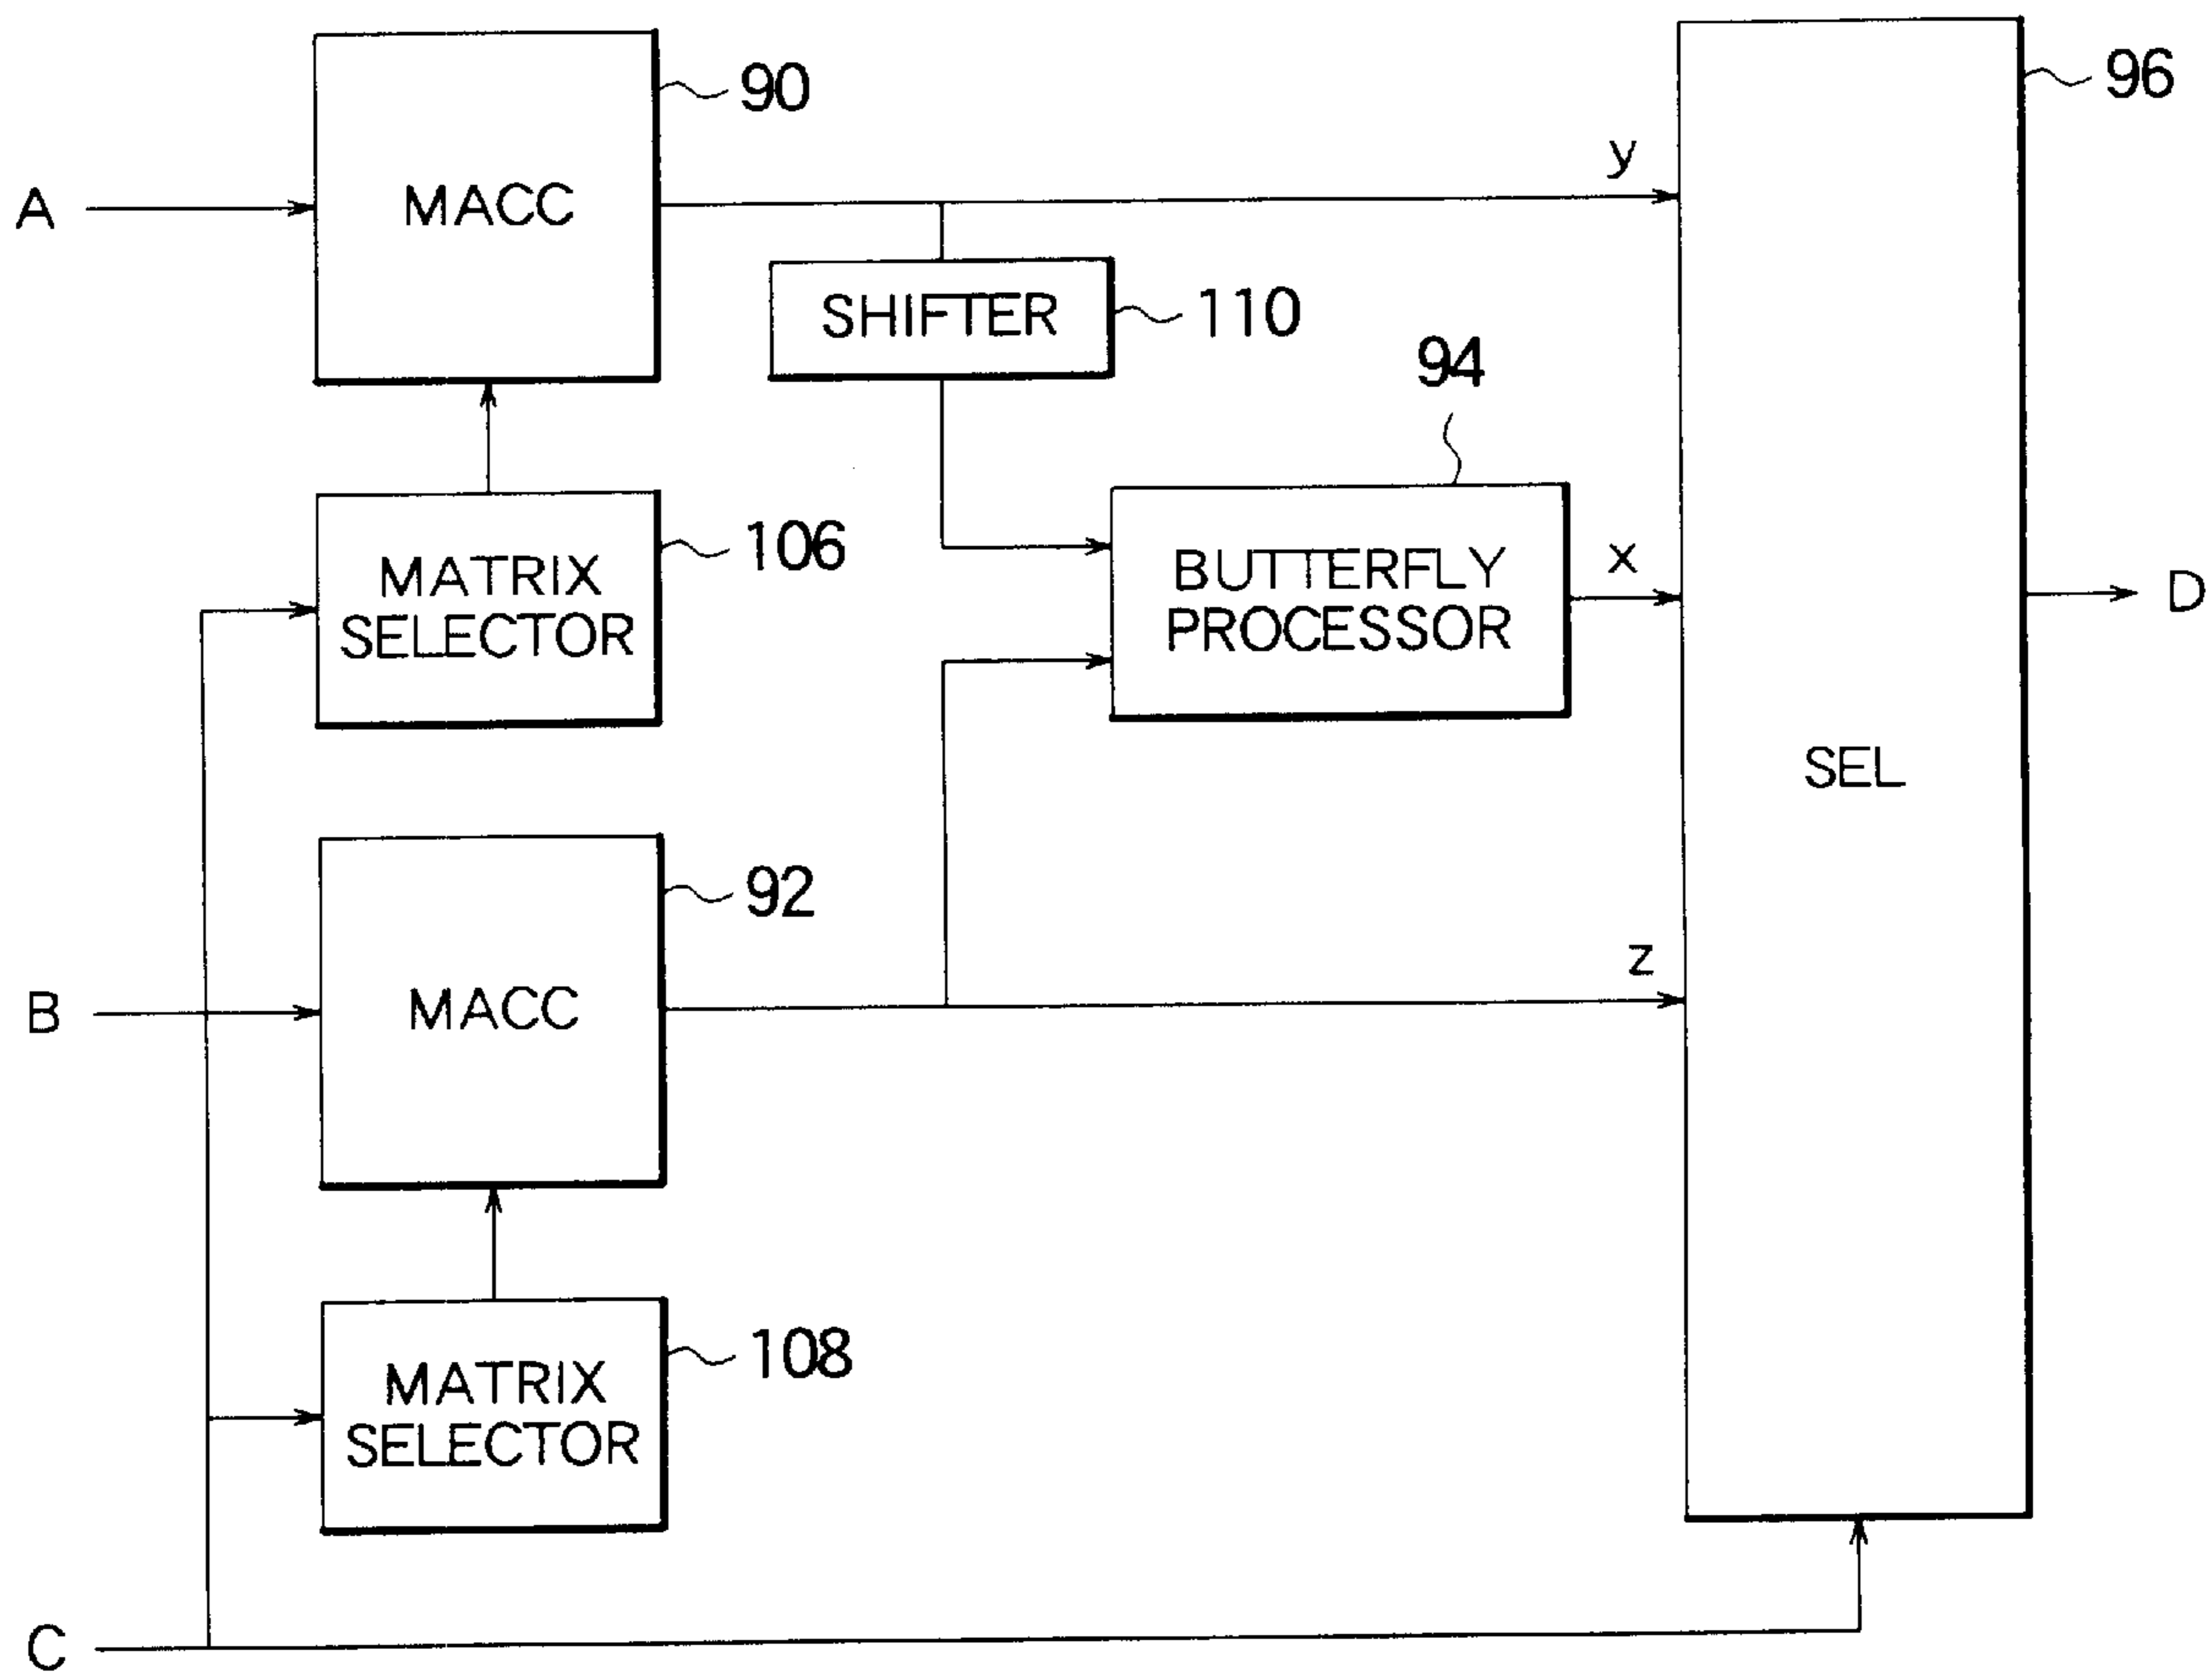 90
96
y
A
MACC
SHIFTER
110
94
106
MATRIX
SELECTOR
BUTTERFLY
PROCESSOR
x
D
SEL
92
z
B
MACC
108
MATRIX
SELECTOR
C